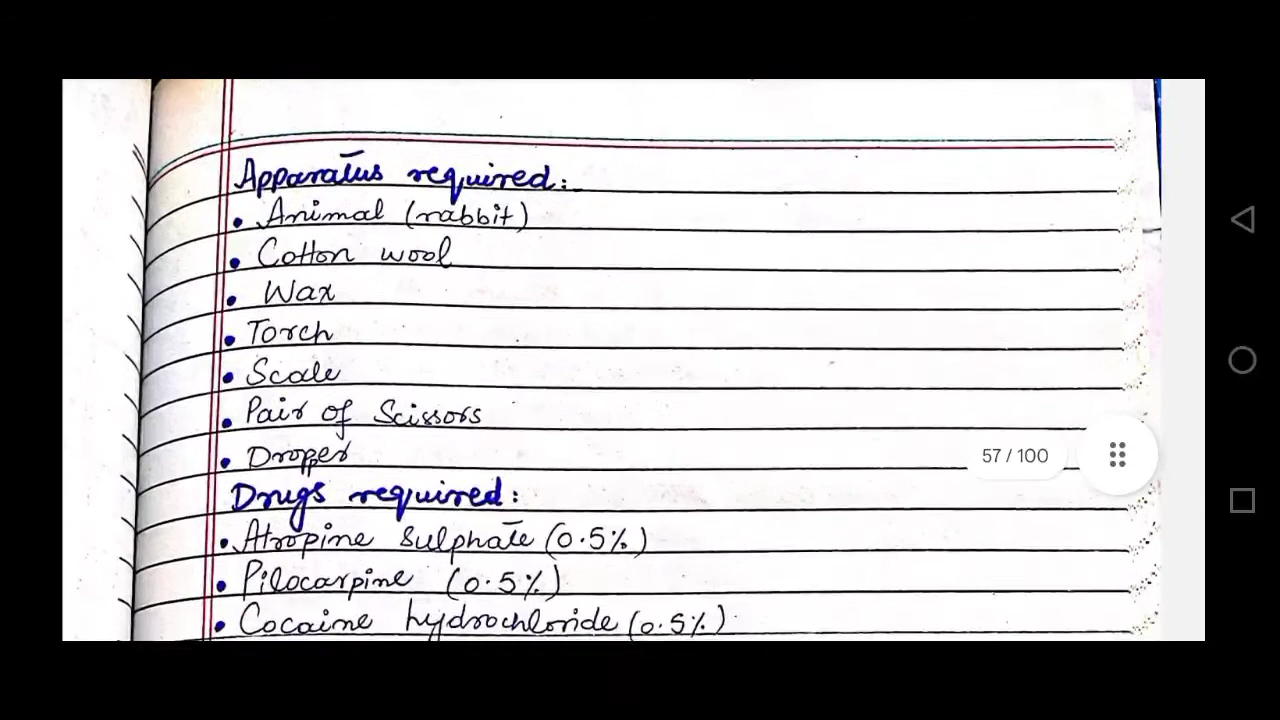 Apparatus required:-
• Animal (rabbit)
• Cotton wool
• Wax
• Torch
• Scale
• Pair of Scissors
• Dropper
57 / 100
Drugs required:
• Atropine sulphate (0.5%)
• Pilocarpine (0.5%)
• Cocaine hydrochloride (0.5%)